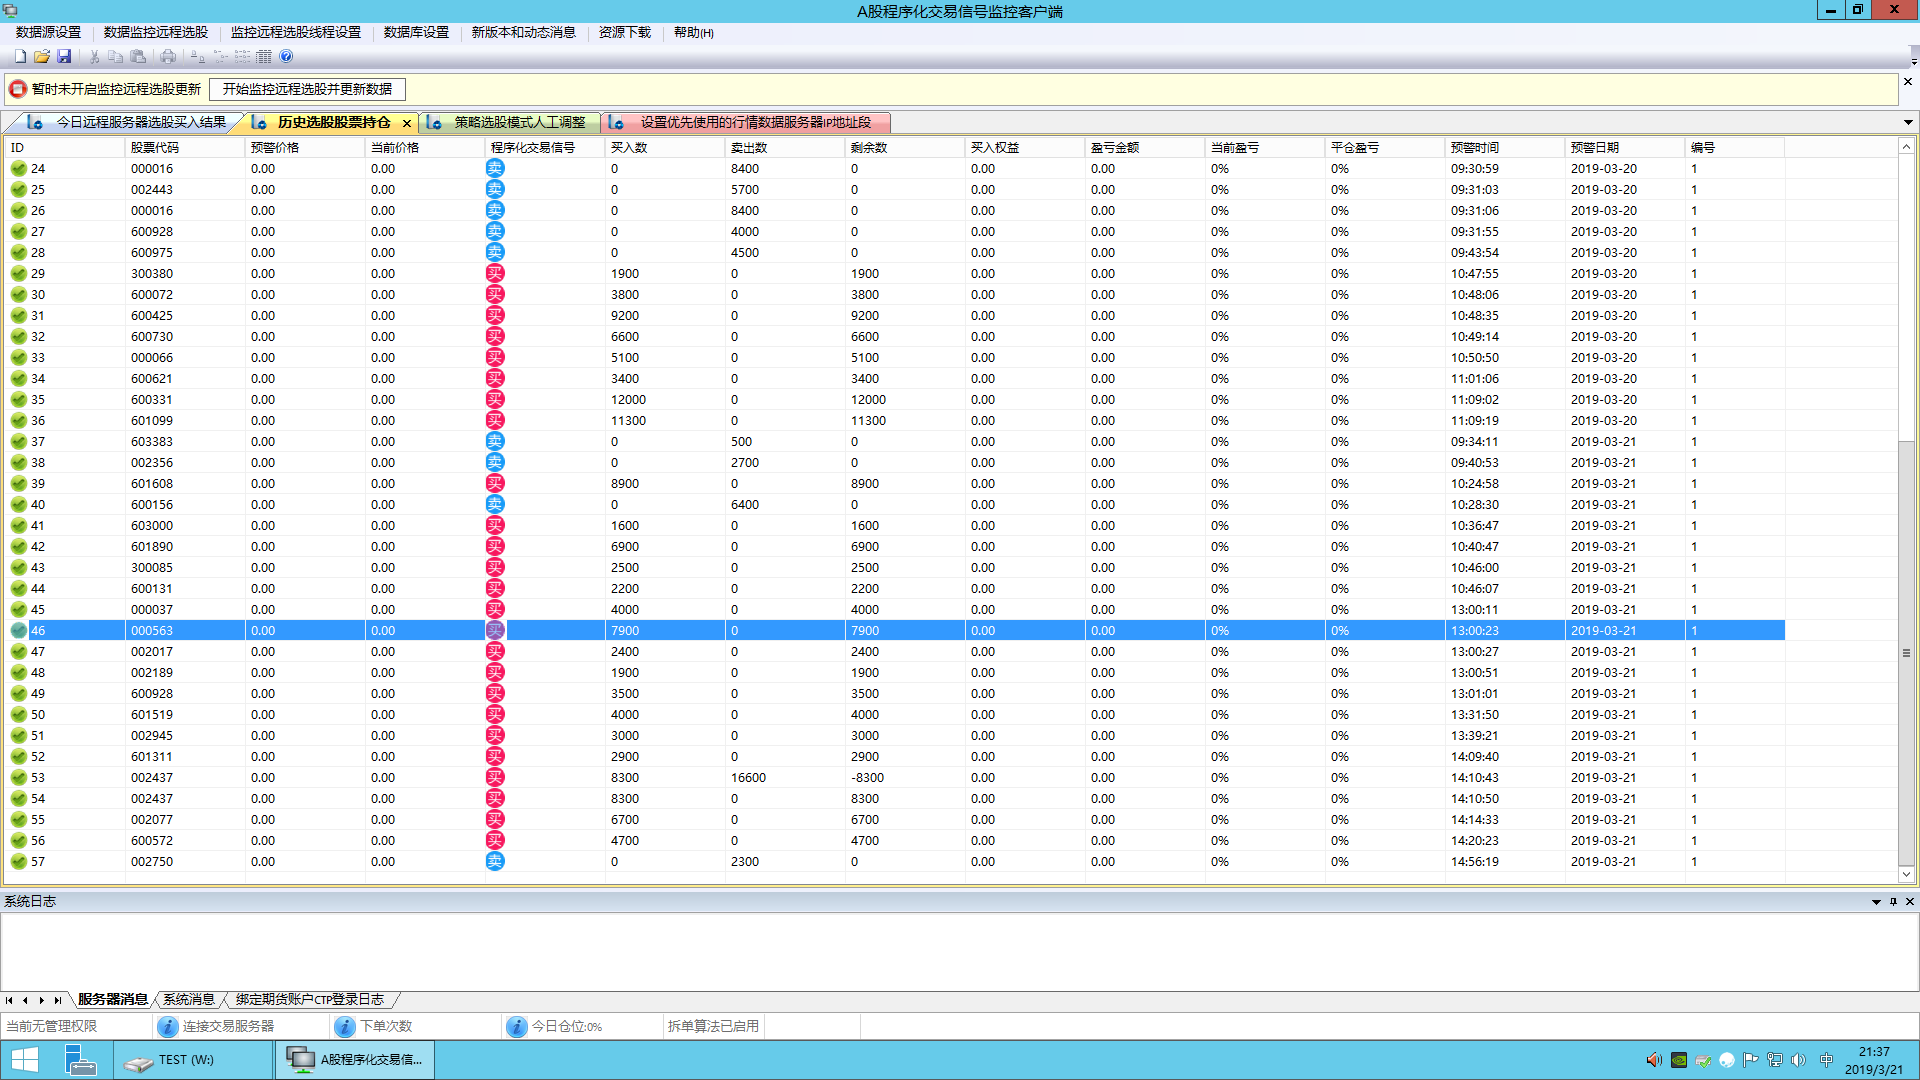 A股程序化交易信号监控客户端
数据源设置 数据监控远程选股 监控远程选股线程设置 数据库设置 新版本和动态消息 资源下载 帮助(H)
暂时未开启监控远程选股更新 开始监控远程选股并更新数据
今日远程服务器选股买入结果 历史选股股票持仓 策略选股模式人工调整 设置优先使用的行情数据服务器IP地址段
ID 股票代码 预警价格 当前价格 程序化交易信号 买入数 卖出数 剩余数 买入权益 盈亏金额 当前盈亏 平仓盈亏 预警时间 预警日期 编号
24 000016 0.00 0.00 卖 0 8400 0 0.00 0.00 0% 0% 09:30:59 2019-03-20 1
25 002443 0.00 0.00 卖 0 5700 0 0.00 0.00 0% 0% 09:31:03 2019-03-20 1
26 000016 0.00 0.00 卖 0 8400 0 0.00 0.00 0% 0% 09:31:06 2019-03-20 1
27 600928 0.00 0.00 卖 0 4000 0 0.00 0.00 0% 0% 09:31:55 2019-03-20 1
28 600975 0.00 0.00 卖 0 4500 0 0.00 0.00 0% 0% 09:43:54 2019-03-20 1
29 300380 0.00 0.00 买 1900 0 1900 0.00 0.00 0% 0% 10:47:55 2019-03-20 1
30 600072 0.00 0.00 买 3800 0 3800 0.00 0.00 0% 0% 10:48:06 2019-03-20 1
31 600425 0.00 0.00 买 9200 0 9200 0.00 0.00 0% 0% 10:48:35 2019-03-20 1
32 600730 0.00 0.00 买 6600 0 6600 0.00 0.00 0% 0% 10:49:14 2019-03-20 1
33 000066 0.00 0.00 买 5100 0 5100 0.00 0.00 0% 0% 10:50:50 2019-03-20 1
34 600621 0.00 0.00 买 3400 0 3400 0.00 0.00 0% 0% 11:01:06 2019-03-20 1
35 600331 0.00 0.00 买 12000 0 12000 0.00 0.00 0% 0% 11:09:02 2019-03-20 1
36 601099 0.00 0.00 买 11300 0 11300 0.00 0.00 0% 0% 11:09:19 2019-03-20 1
37 603383 0.00 0.00 卖 0 500 0 0.00 0.00 0% 0% 09:34:11 2019-03-21 1
38 002356 0.00 0.00 卖 0 2700 0 0.00 0.00 0% 0% 09:40:53 2019-03-21 1
39 601608 0.00 0.00 买 8900 0 8900 0.00 0.00 0% 0% 10:24:58 2019-03-21 1
40 600156 0.00 0.00 卖 0 6400 0 0.00 0.00 0% 0% 10:28:30 2019-03-21 1
41 603000 0.00 0.00 买 1600 0 1600 0.00 0.00 0% 0% 10:36:47 2019-03-21 1
42 601890 0.00 0.00 买 6900 0 6900 0.00 0.00 0% 0% 10:40:47 2019-03-21 1
43 300085 0.00 0.00 买 2500 0 2500 0.00 0.00 0% 0% 10:46:00 2019-03-21 1
44 600131 0.00 0.00 买 2200 0 2200 0.00 0.00 0% 0% 10:46:07 2019-03-21 1
45 000037 0.00 0.00 买 4000 0 4000 0.00 0.00 0% 0% 13:00:11 2019-03-21 1
46 000563 0.00 0.00 买 7900 0 7900 0.00 0.00 0% 0% 13:00:23 2019-03-21 1
47 002017 0.00 0.00 买 2400 0 2400 0.00 0.00 0% 0% 13:00:27 2019-03-21 1
48 002189 0.00 0.00 买 1900 0 1900 0.00 0.00 0% 0% 13:00:51 2019-03-21 1
49 600928 0.00 0.00 买 3500 0 3500 0.00 0.00 0% 0% 13:01:01 2019-03-21 1
50 601519 0.00 0.00 买 4000 0 4000 0.00 0.00 0% 0% 13:31:50 2019-03-21 1
51 002945 0.00 0.00 买 3000 0 3000 0.00 0.00 0% 0% 13:39:21 2019-03-21 1
52 601311 0.00 0.00 买 2900 0 2900 0.00 0.00 0% 0% 14:09:40 2019-03-21 1
53 002437 0.00 0.00 买 8300 16600 -8300 0.00 0.00 0% 0% 14:10:43 2019-03-21 1
54 002437 0.00 0.00 买 8300 0 8300 0.00 0.00 0% 0% 14:10:50 2019-03-21 1
55 002077 0.00 0.00 买 6700 0 6700 0.00 0.00 0% 0% 14:14:33 2019-03-21 1
56 600572 0.00 0.00 买 4700 0 4700 0.00 0.00 0% 0% 14:20:23 2019-03-21 1
57 002750 0.00 0.00 卖 0 2300 0 0.00 0.00 0% 0% 14:56:19 2019-03-21 1
系统日志
服务器消息 系统消息 绑定期货账户CTP登录日志
当前无管理权限 连接交易服务器 下单次数 今日仓位:0% 拆单算法已启用
TEST (W:) A股程序化交易信... 中 21:37
2019/3/21